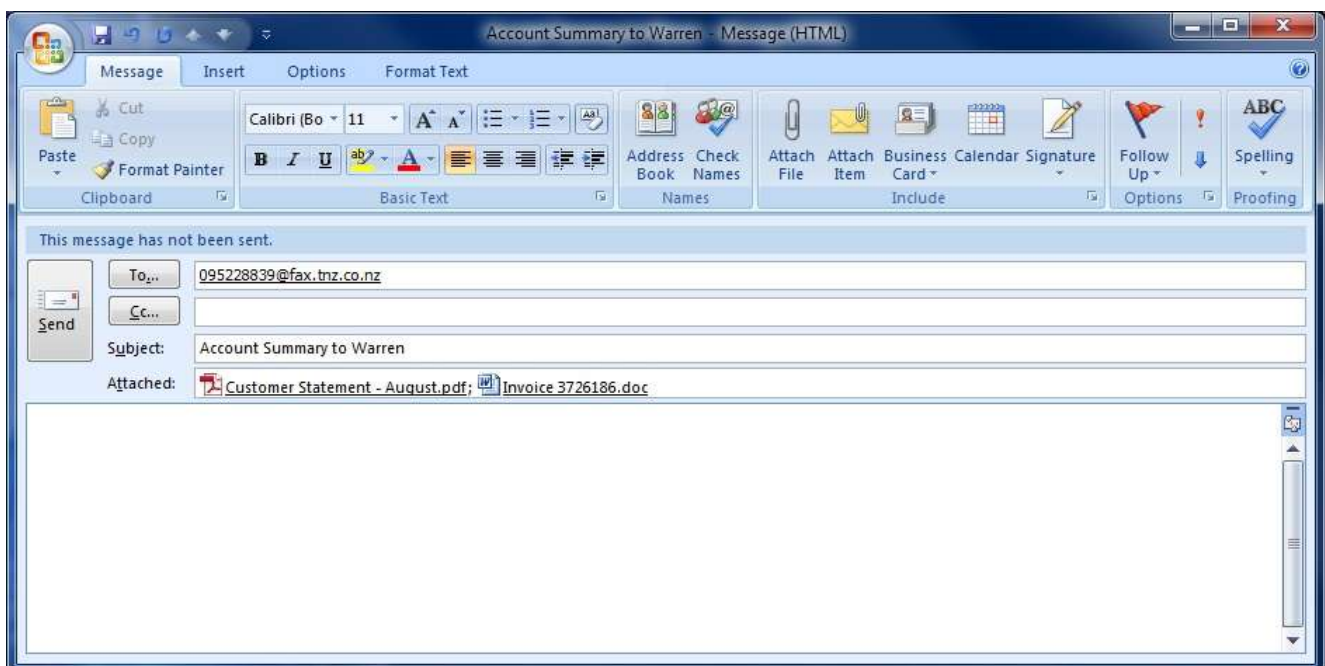 Account Summary to Warren - Message (HTML)
Message Insert Options Format Text
Paste
Cut
Copy
Format Painter
Clipboard
Calibri (Bo 11 A A Aa
B I U ab A
Basic Text
Address Book Check Names
Names
Attach File Attach Item Business Card Calendar Signature
Include
Follow Up
Options
ABC
Spelling
Proofing
This message has not been sent.
Send
To... 095228839@fax.tnz.co.nz
Cc...
Subject: Account Summary to Warren
Attached: Customer Statement - August.pdf; Invoice 3726186.doc